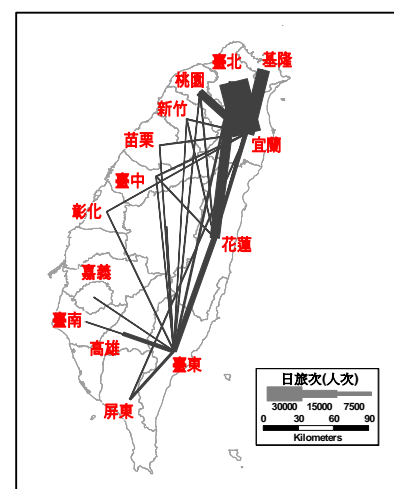 臺北
基隆
桃園
新竹
宜蘭
苗栗
臺中
彰化
花蓮
嘉義
臺南
高雄
臺東
屏東
日旅次(人次)
30000 15000 7500
0 30 60 90
Kilometers